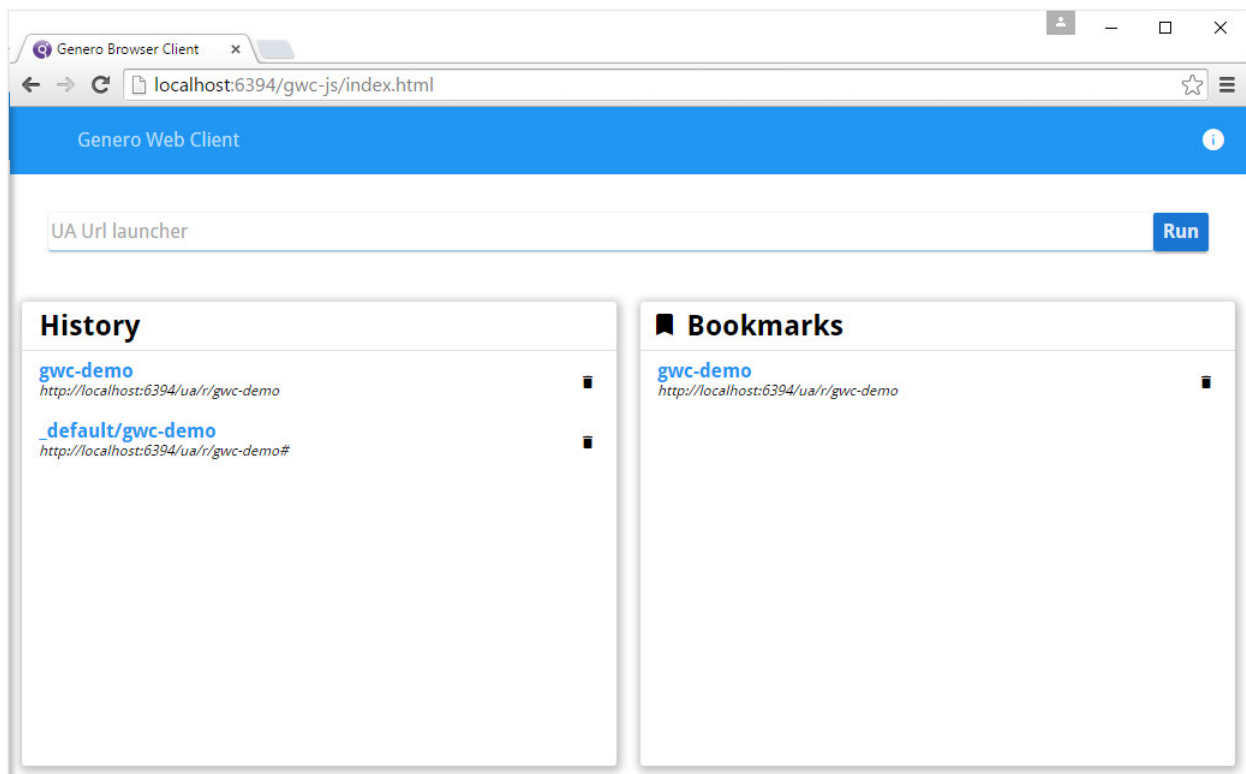 Genero Browser Client
localhost:6394/gwc-js/index.html
Genero Web Client
UA Url launcher
Run
History
gwc-demo
http://localhost:6394/ua/r/gwc-demo
_default/gwc-demo
http://localhost:6394/ua/r/gwc-demo#
Bookmarks
gwc-demo
http://localhost:6394/ua/r/gwc-demo